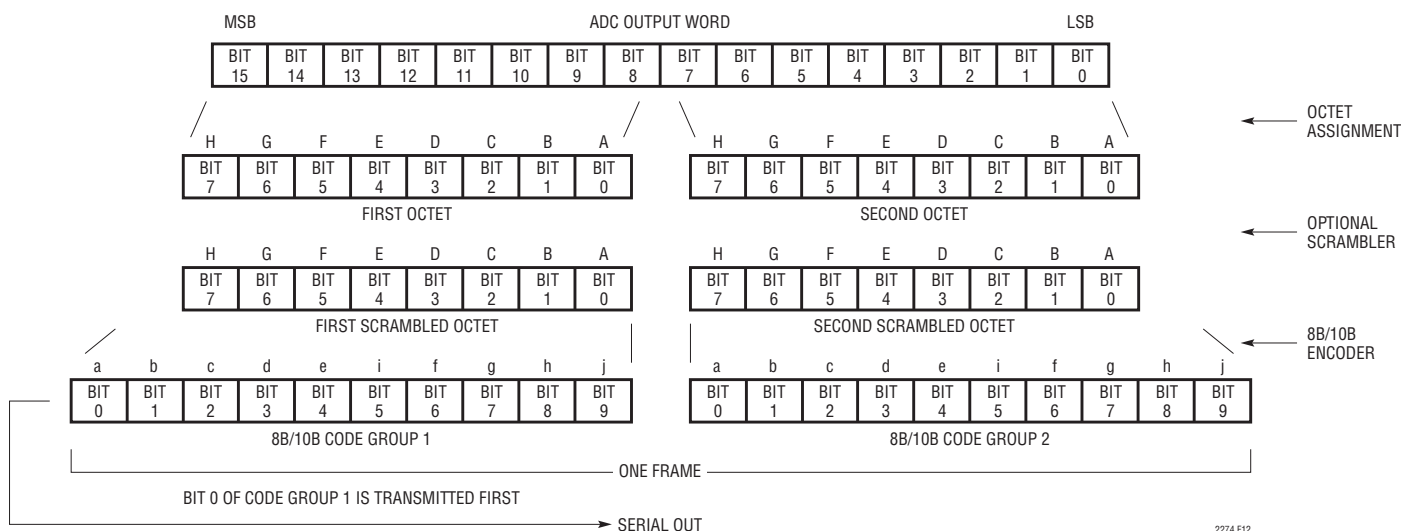 MSB ADC OUTPUT WORD LSB
BIT 15 BIT 14 BIT 13 BIT 12 BIT 11 BIT 10 BIT 9 BIT 8 BIT 7 BIT 6 BIT 5 BIT 4 BIT 3 BIT 2 BIT 1 BIT 0
OCTET ASSIGNMENT
H G F E D C B A H G F E D C B A
BIT 7 BIT 6 BIT 5 BIT 4 BIT 3 BIT 2 BIT 1 BIT 0 BIT 7 BIT 6 BIT 5 BIT 4 BIT 3 BIT 2 BIT 1 BIT 0
FIRST OCTET SECOND OCTET
OPTIONAL SCRAMBLER
H G F E D C B A H G F E D C B A
BIT 7 BIT 6 BIT 5 BIT 4 BIT 3 BIT 2 BIT 1 BIT 0 BIT 7 BIT 6 BIT 5 BIT 4 BIT 3 BIT 2 BIT 1 BIT 0
FIRST SCRAMBLED OCTET SECOND SCRAMBLED OCTET
8B/10B ENCODER
a b c d e i f g h j a b c d e i f g h j
BIT 0 BIT 1 BIT 2 BIT 3 BIT 4 BIT 5 BIT 6 BIT 7 BIT 8 BIT 9 BIT 0 BIT 1 BIT 2 BIT 3 BIT 4 BIT 5 BIT 6 BIT 7 BIT 8 BIT 9
8B/10B CODE GROUP 1 8B/10B CODE GROUP 2
ONE FRAME
BIT 0 OF CODE GROUP 1 IS TRANSMITTED FIRST
SERIAL OUT
2274 F12